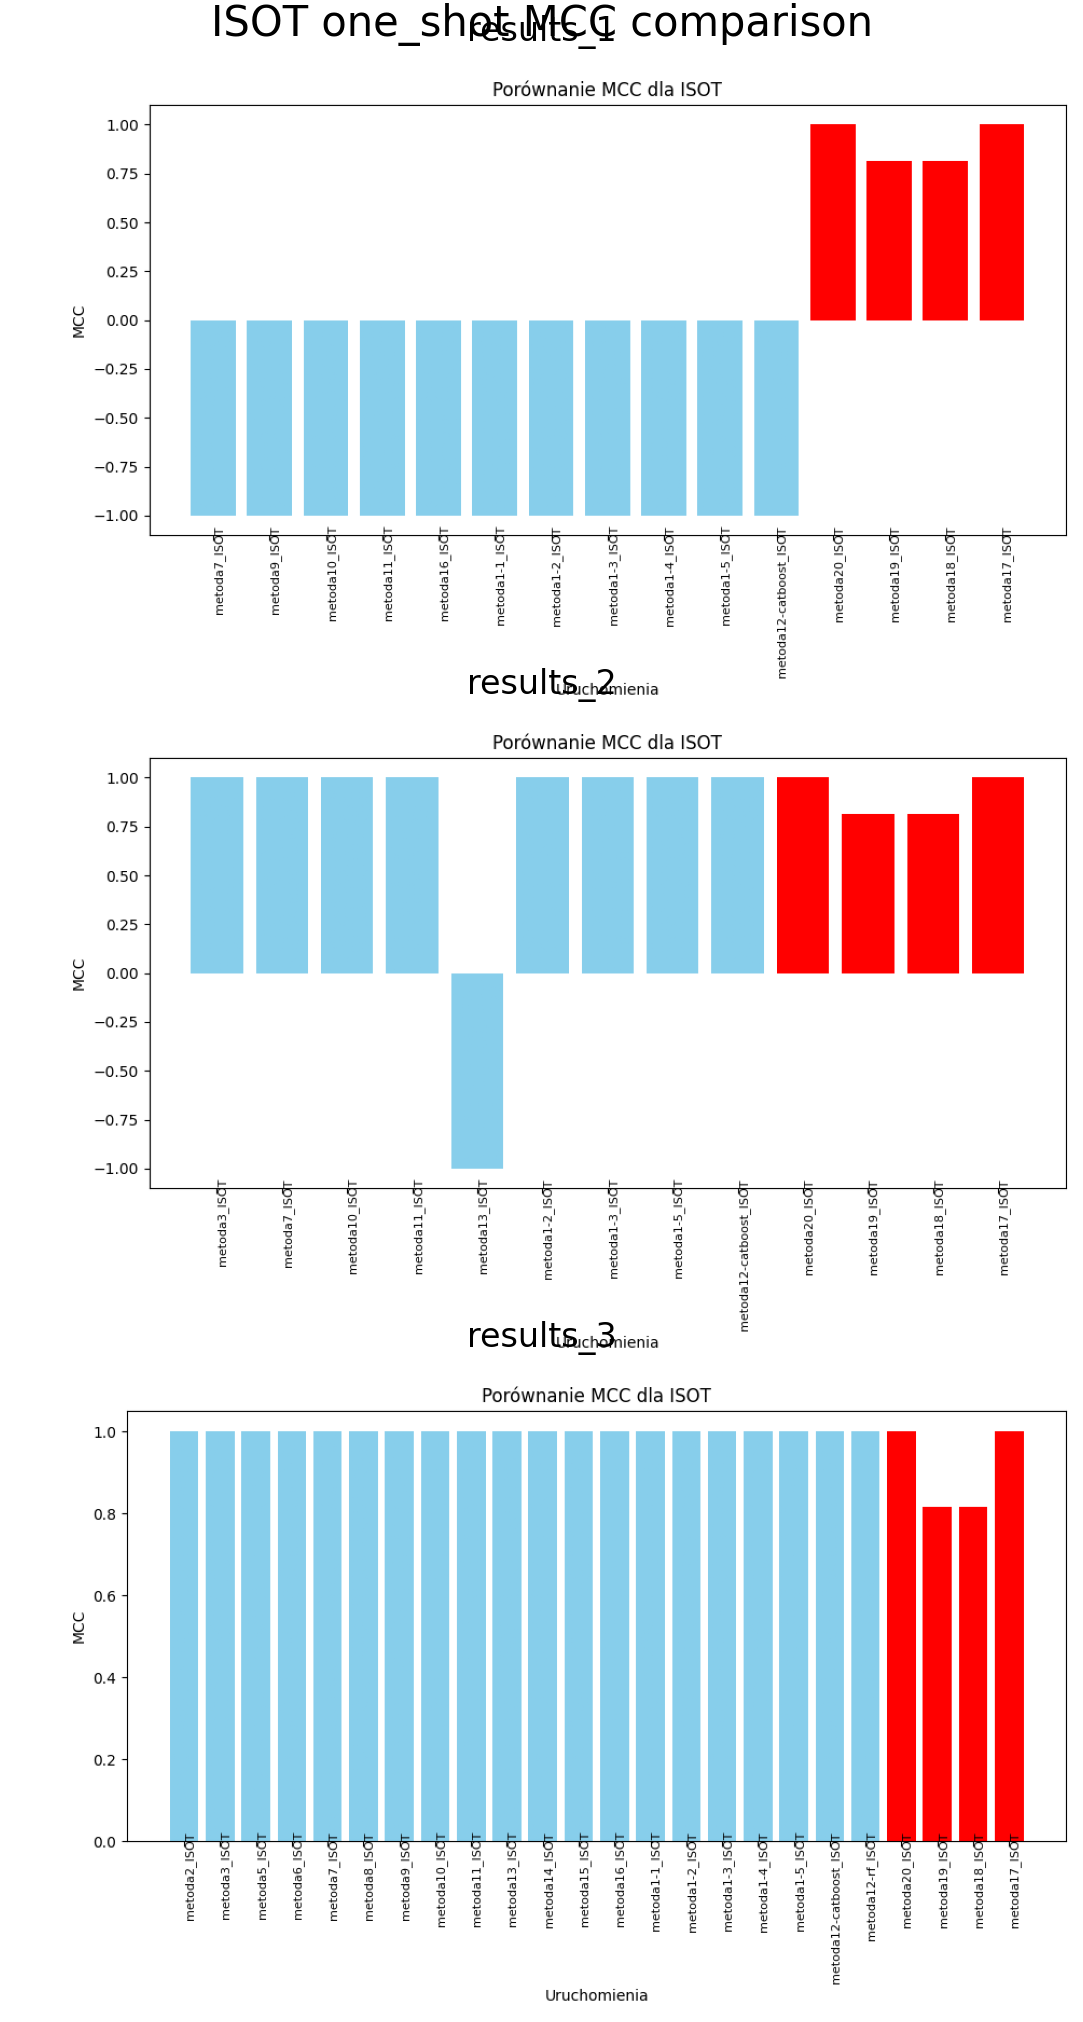 ISOT one_shot MCC comparison
results_1
Porównanie MCC dla ISOT
MCC
1.00
0.75
0.50
0.25
0.00
−0.25
−0.50
−0.75
−1.00
metoda7_ISOT
metoda9_ISOT
metoda10_ISOT
metoda11_ISOT
metoda16_ISOT
metoda1-1_ISOT
metoda1-2_ISOT
metoda1-3_ISOT
metoda1-4_ISOT
metoda1-5_ISOT
metoda12-catboost_ISOT
metoda20_ISOT
metoda19_ISOT
metoda18_ISOT
metoda17_ISOT
Uruchomienia
results_2
Porównanie MCC dla ISOT
MCC
1.00
0.75
0.50
0.25
0.00
−0.25
−0.50
−0.75
−1.00
metoda3_ISOT
metoda7_ISOT
metoda10_ISOT
metoda11_ISOT
metoda13_ISOT
metoda1-2_ISOT
metoda1-3_ISOT
metoda1-5_ISOT
metoda12-catboost_ISOT
metoda20_ISOT
metoda19_ISOT
metoda18_ISOT
metoda17_ISOT
Uruchomienia
results_3
Porównanie MCC dla ISOT
MCC
1.0
0.8
0.6
0.4
0.2
0.0
metoda2_ISOT
metoda3_ISOT
metoda5_ISOT
metoda6_ISOT
metoda7_ISOT
metoda8_ISOT
metoda9_ISOT
metoda10_ISOT
metoda11_ISOT
metoda13_ISOT
metoda14_ISOT
metoda15_ISOT
metoda16_ISOT
metoda1-1_ISOT
metoda1-2_ISOT
metoda1-3_ISOT
metoda1-4_ISOT
metoda1-5_ISOT
metoda12-catboost_ISOT
metoda12-rf_ISOT
metoda20_ISOT
metoda19_ISOT
metoda18_ISOT
metoda17_ISOT
Uruchomienia